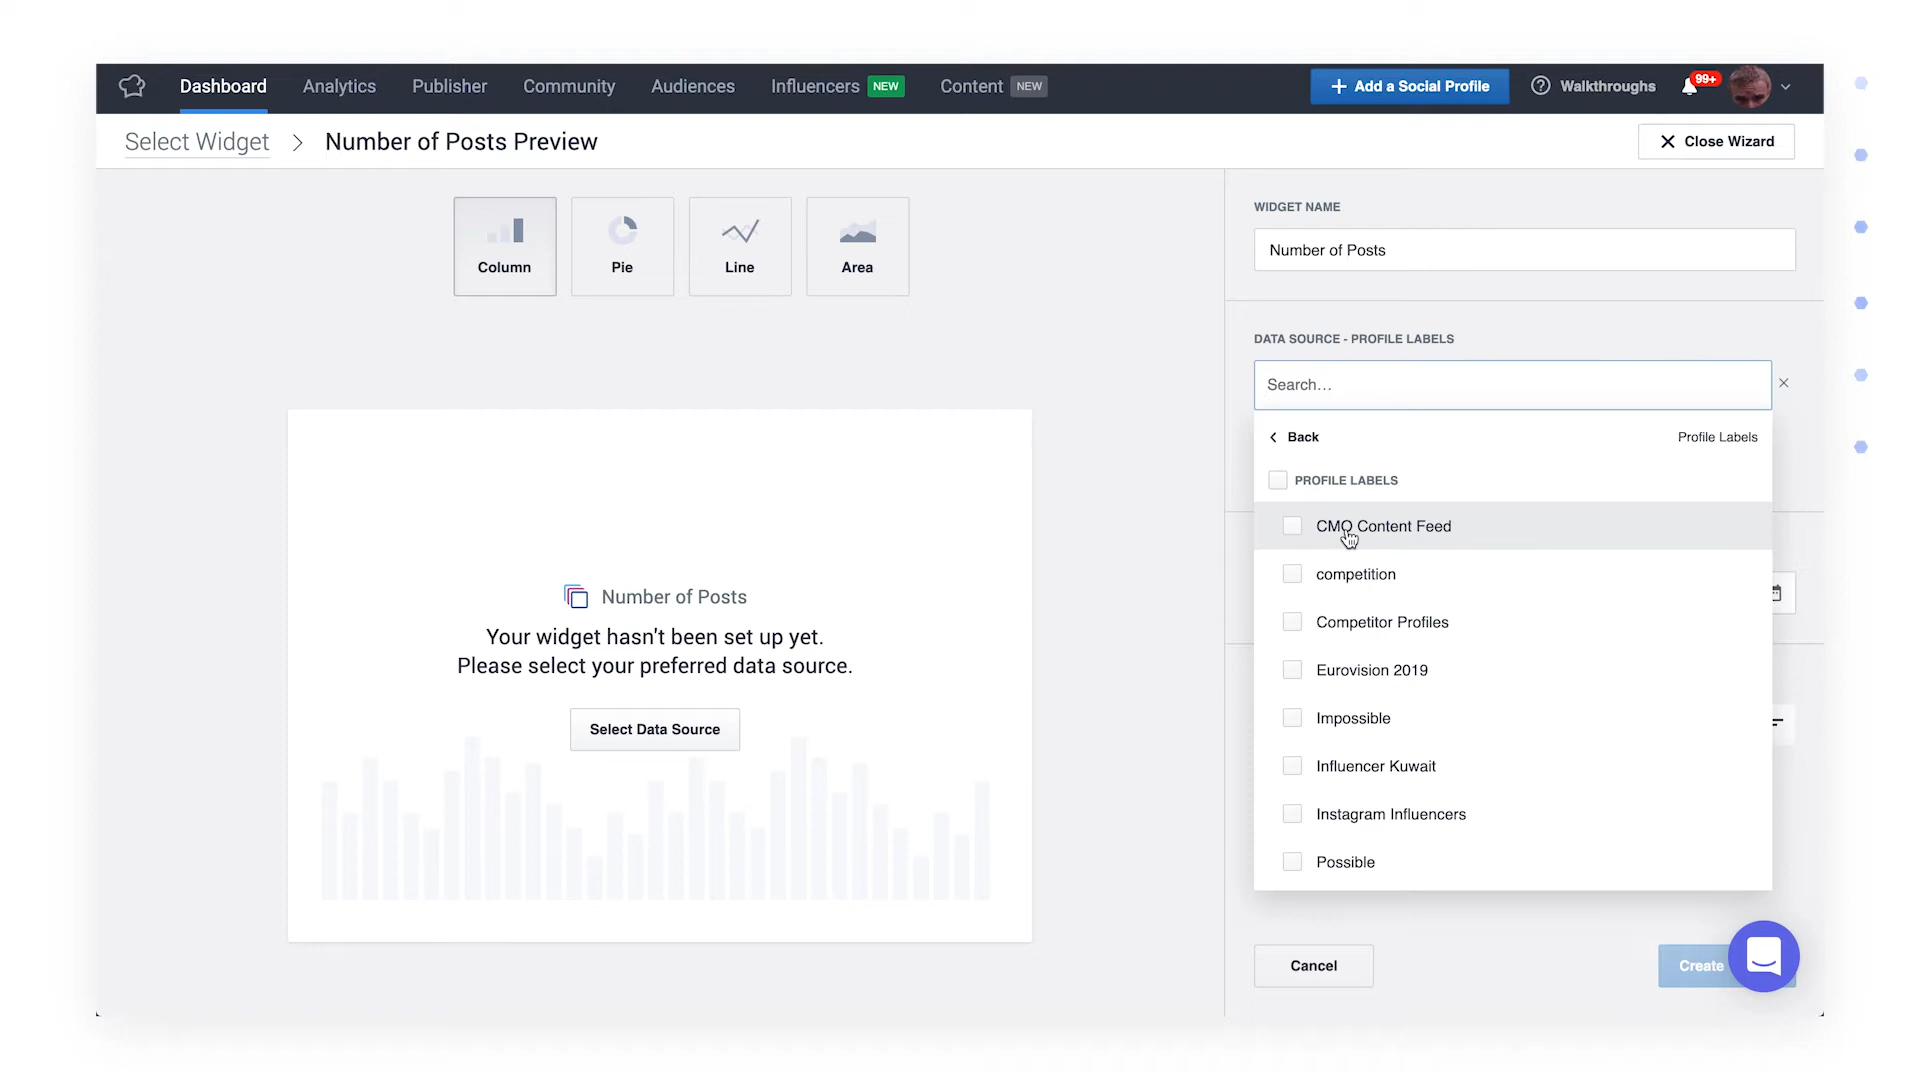 Dashboard
Analytics
Publisher
Community
Audiences
Influencers NEW
Content NEW
+ Add a Social Profile
Walkthroughs
99+
Select Widget > Number of Posts Preview
Close Wizard
Column
Pie
Line
Area
WIDGET NAME
Number of Posts
DATA SOURCE - PROFILE LABELS
Search...
Back
Profile Labels
PROFILE LABELS
CMO Content Feed
competition
Competitor Profiles
Eurovision 2019
Impossible
Influencer Kuwait
Instagram Influencers
Possible
Number of Posts
Your widget hasn't been set up yet.
Please select your preferred data source.
Select Data Source
Cancel
Create